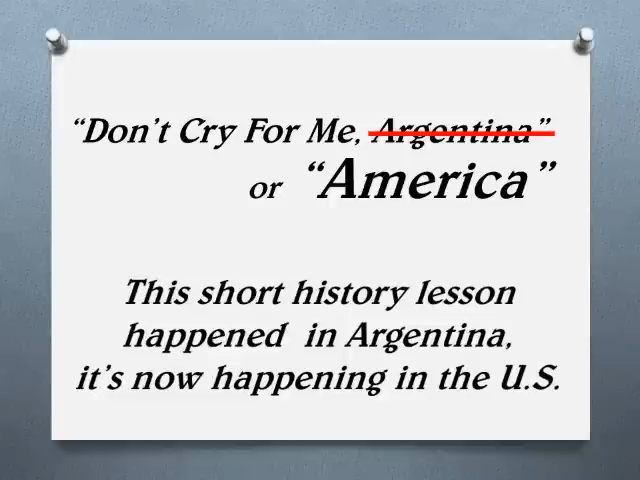 “Don’t Cry For Me, Argentina”
or “America”
This short history lesson
happened in Argentina,
it’s now happening in the U.S.